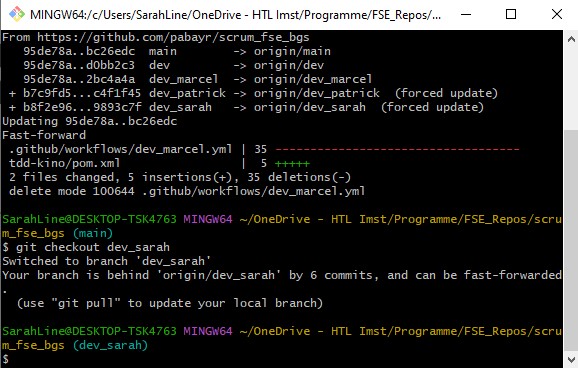 MINGW64:/c/Users/SarahLine/OneDrive - HTL Imst/Programme/FSE_Repos/...
From https://github.com/pabayr/scrum_fse_bgs
   95de78a..bc26edc  main       -> origin/main
   95de78a..d0bb2c3  dev        -> origin/dev
   95de78a..2bc4a4a  dev_marcel -> origin/dev_marcel
 + b7c9fd5...c4f1f45 dev_patrick -> origin/dev_patrick  (forced update)
 + b8f2e96...9893c7f dev_sarah  -> origin/dev_sarah  (forced update)
Updating 95de78a..bc26edc
Fast-forward
 .github/workflows/dev_marcel.yml | 35 -----------------------------------
 tdd-kino/pom.xml                 |  5 +++++
 2 files changed, 5 insertions(+), 35 deletions(-)
 delete mode 100644 .github/workflows/dev_marcel.yml
SarahLine@DESKTOP-TSK4763 MINGW64 ~/OneDrive - HTL Imst/Programme/FSE_Repos/scru
m_fse_bgs (main)
$ git checkout dev_sarah
Switched to branch 'dev_sarah'
Your branch is behind 'origin/dev_sarah' by 6 commits, and can be fast-forwarded
.
  (use "git pull" to update your local branch)
SarahLine@DESKTOP-TSK4763 MINGW64 ~/OneDrive - HTL Imst/Programme/FSE_Repos/scru
m_fse_bgs (dev_sarah)
$